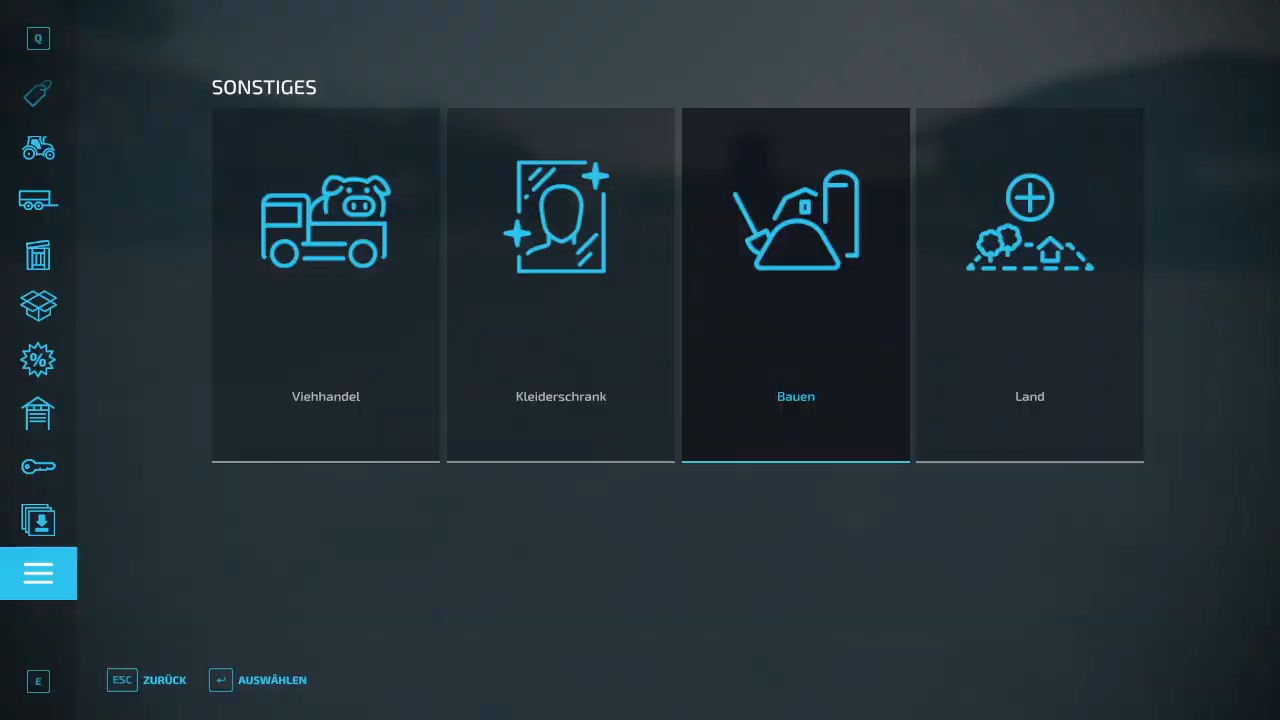 Q
SONSTIGES
%
Viehhandel
Kleiderschrank
Bauen
Land
E
ESC ZURÜCK
↵ AUSWÄHLEN